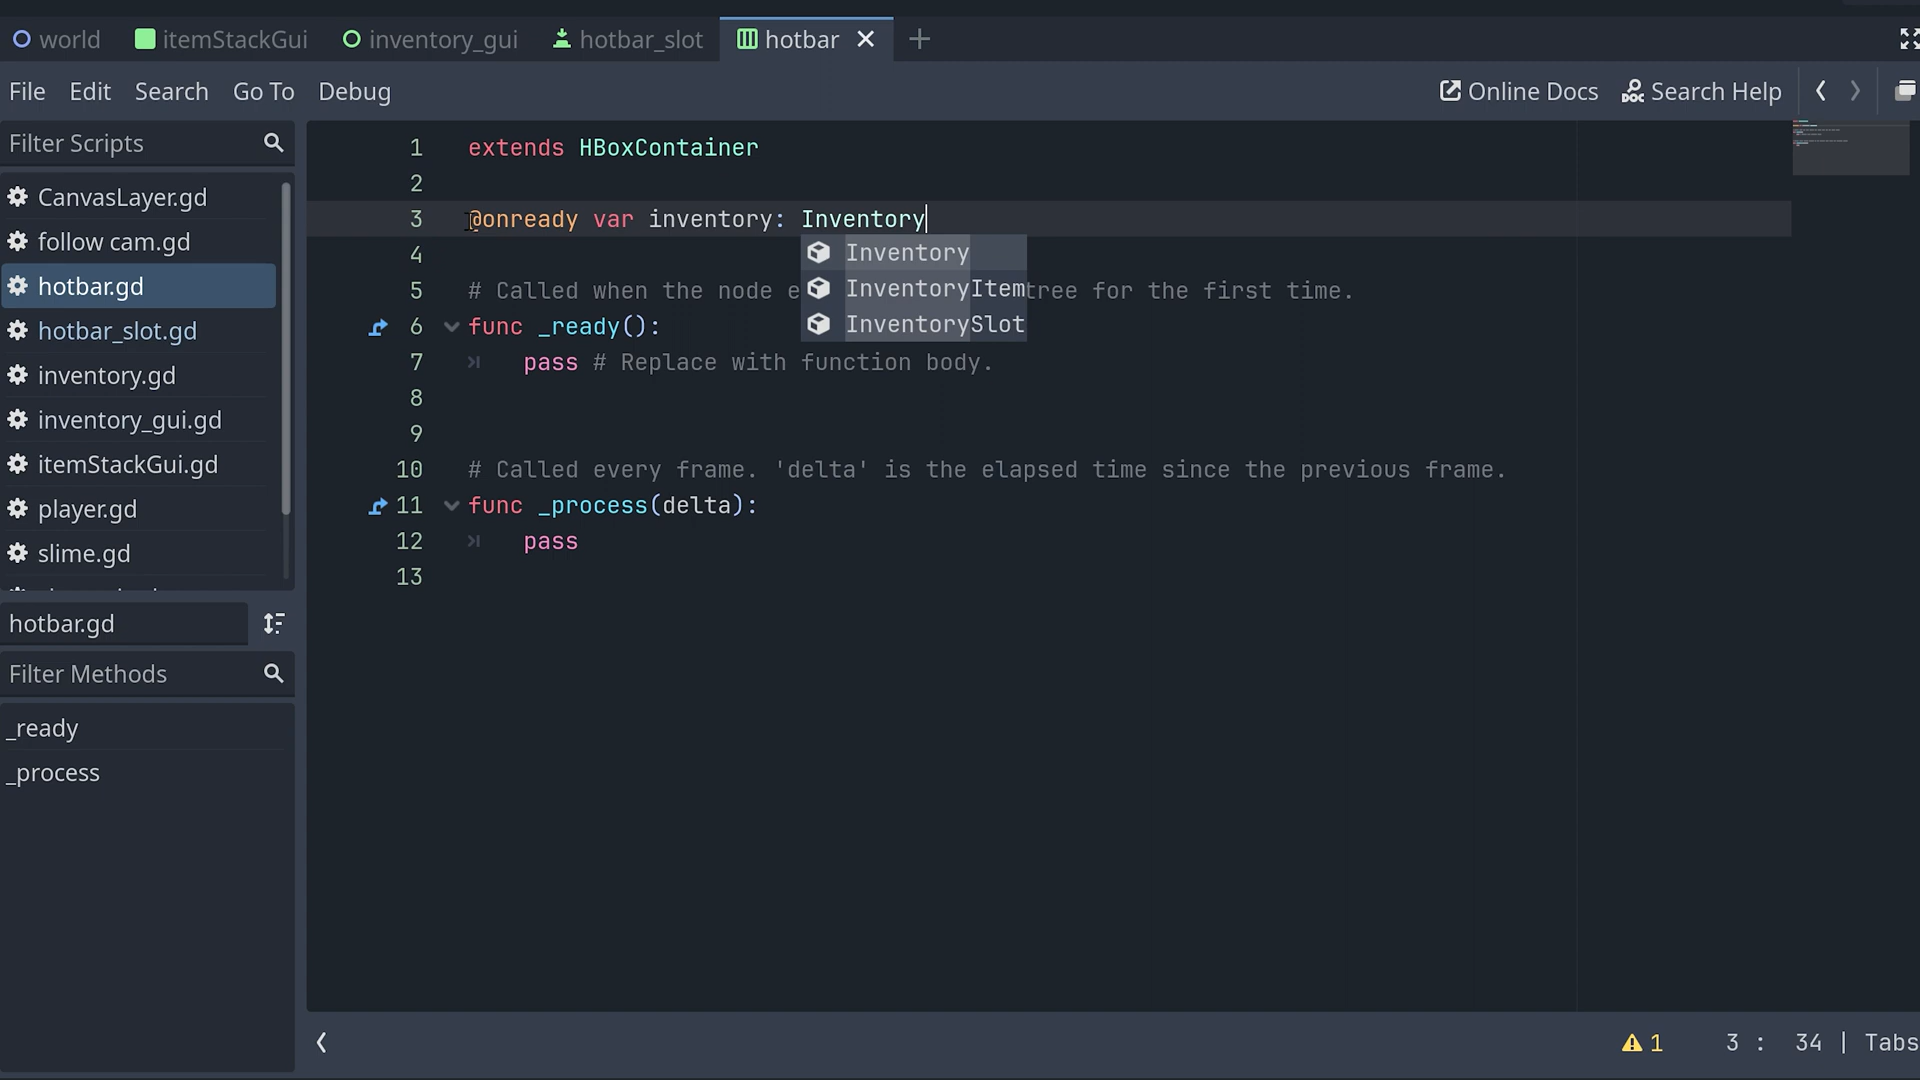 world itemStackGui inventory_gui hotbar_slot hotbar
File Edit Search Go To Debug Online Docs Search Help
Filter Scripts
CanvasLayer.gd
follow cam.gd
hotbar.gd
hotbar_slot.gd
inventory.gd
inventory_gui.gd
itemStackGui.gd
player.gd
slime.gd
hotbar.gd
Filter Methods
_ready
_process
1 extends HBoxContainer
2
3 @onready var inventory: Inventory
Inventory
InventoryItem
InventorySlot
4
5 # Called when the node e tree for the first time.
6 func _ready():
7 pass # Replace with function body.
8
9
10 # Called every frame. 'delta' is the elapsed time since the previous frame.
11 func _process(delta):
12 pass
13
1 3 : 34 | Tabs